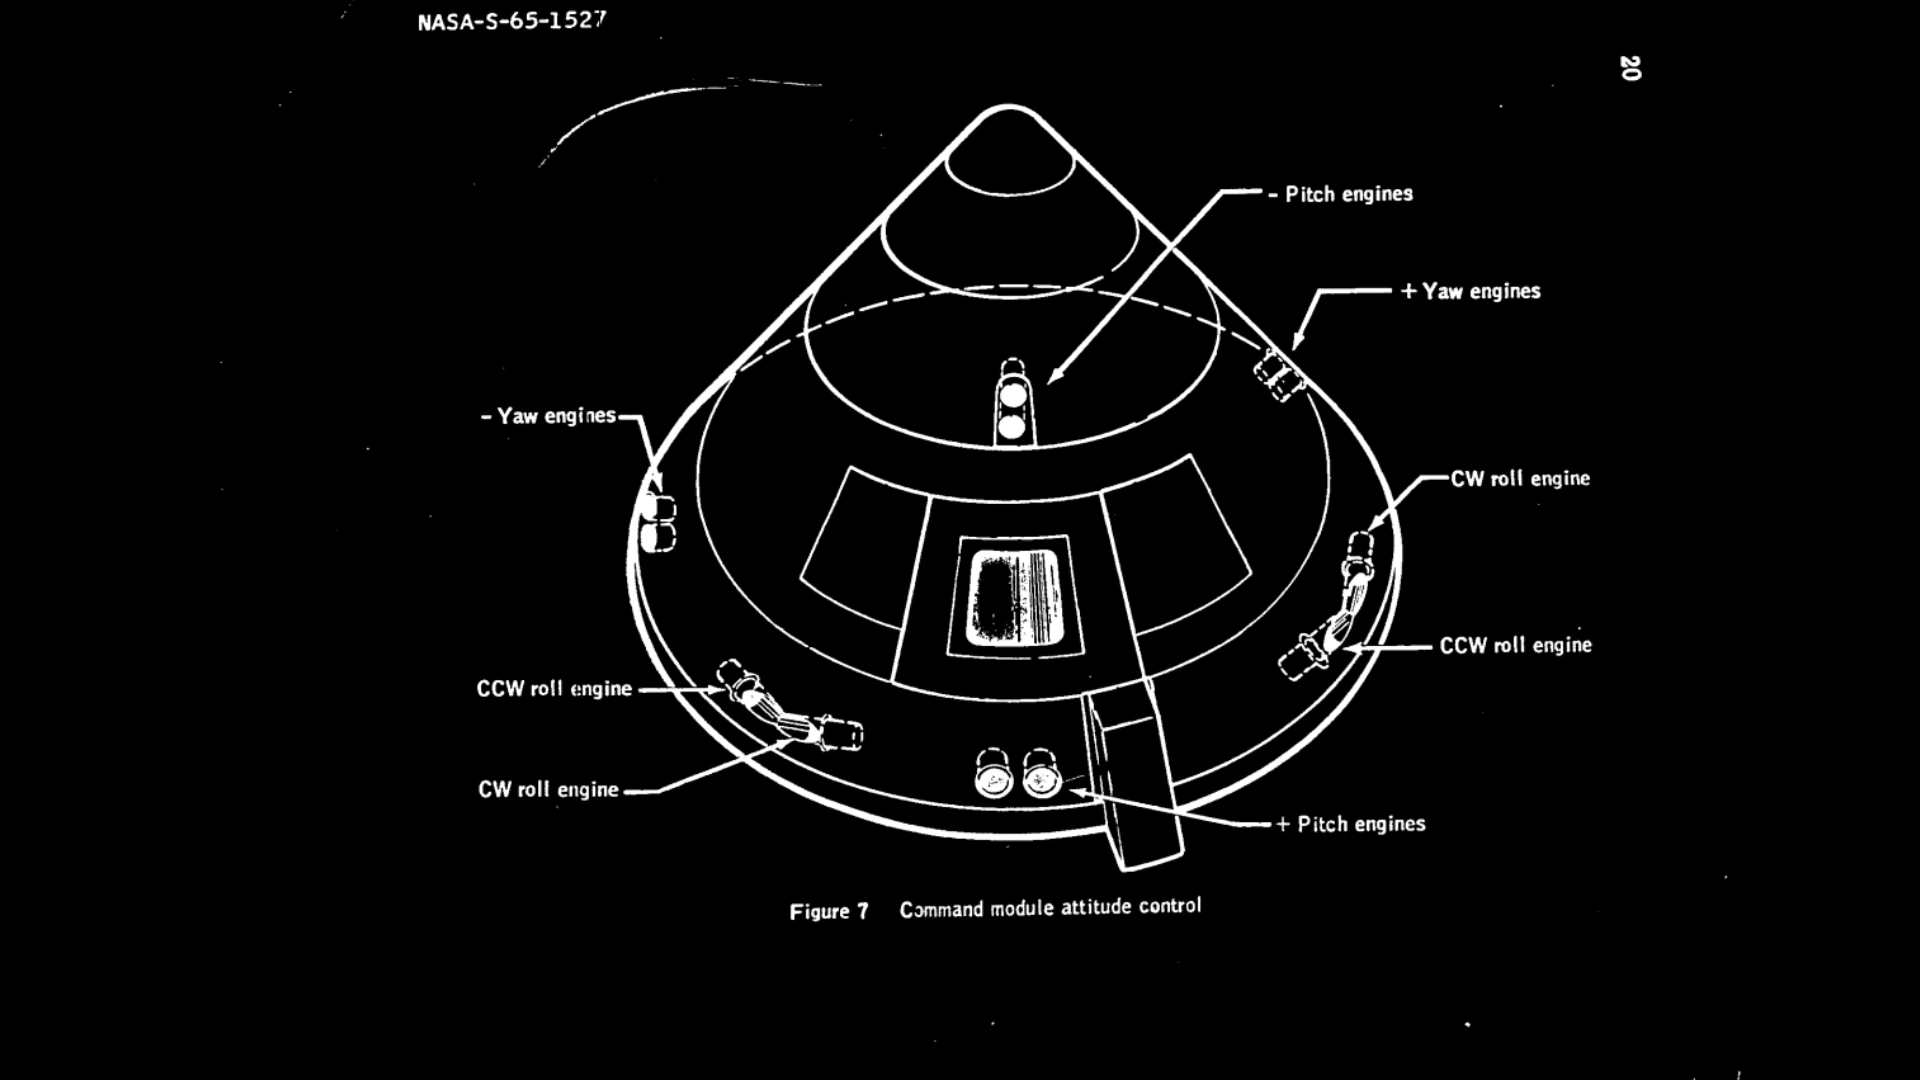 NASA-S-65-1527
20
- Pitch engines
+ Yaw engines
- Yaw engines
CW roll engine
CCW roll engine
CCW roll engine
CW roll engine
+ Pitch engines
Figure 7 Command module attitude control